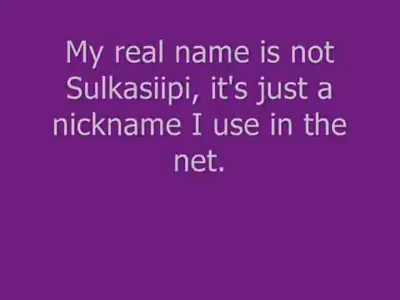 My real name is not
Sulkasiipi, it's just a
nickname I use in the
net.